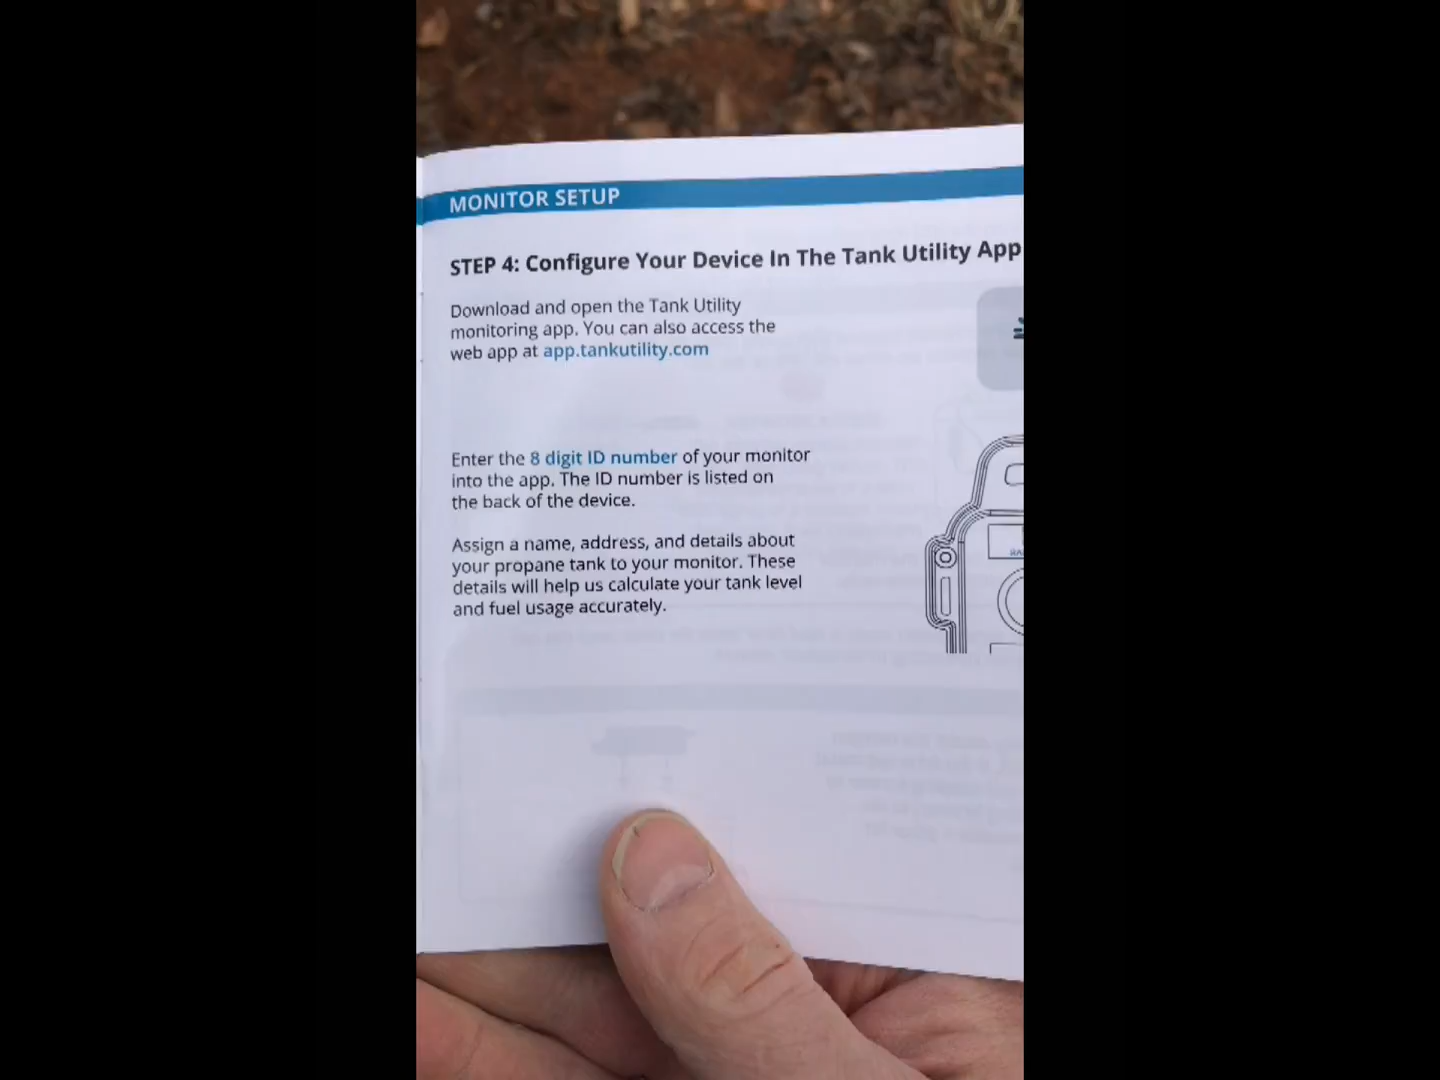 MONITOR SETUP
STEP 4: Configure Your Device In The Tank Utility App
Download and open the Tank Utility
monitoring app. You can also access the
web app at app.tankutility.com
Enter the 8 digit ID number of your monitor
into the app. The ID number is listed on
the back of the device.
Assign a name, address, and details about
your propane tank to your monitor. These
details will help us calculate your tank level
and fuel usage accurately.